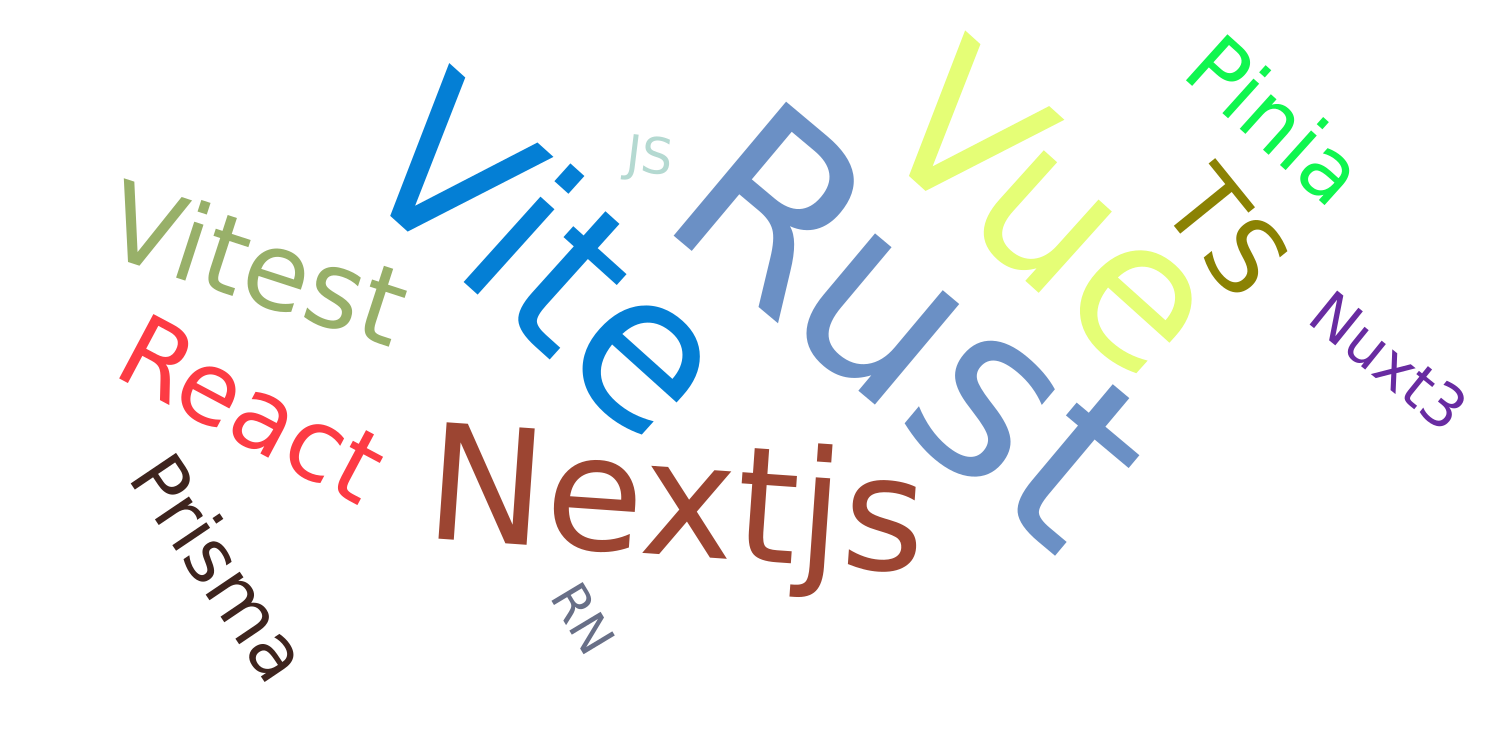 Vite
JS
Rust
Vue
Pinia
TS
Vitest
React
Nuxt3
Nextjs
Prisma
RN